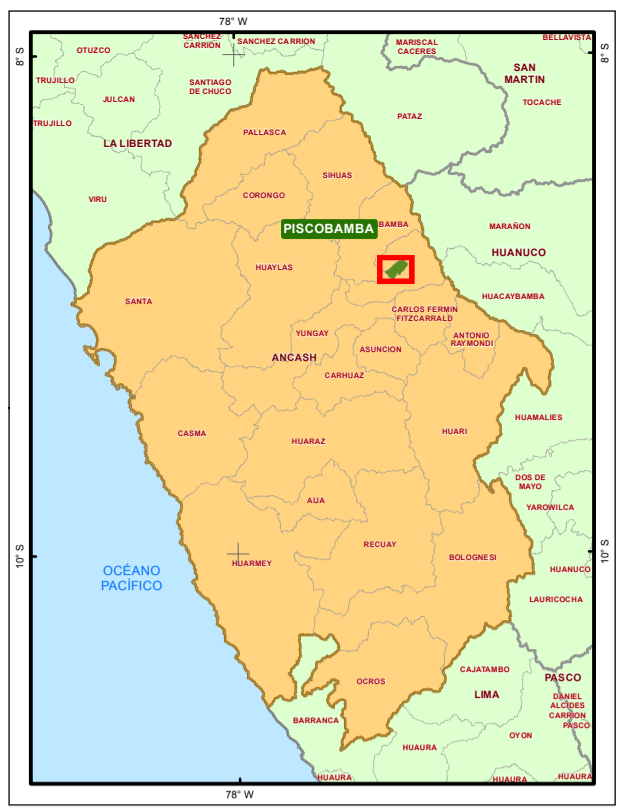 78° W
SANCHEZ
CARRION
SANCHEZ CARRION
BELLAVISTA
OTUZCO
MARISCAL
CACERES
8° S
8° S
SAN
MARTIN
TRUJILLO
SANTIAGO
DE CHUCO
JULCAN
TOCACHE
PATAZ
TRUJILLO
PALLASCA
LA LIBERTAD
SIHUAS
CORONGO
VIRU
BAMBA
PISCOBAMBA
MARAÑON
HUANUCO
HUAYLAS
SANTA
HUACAYBAMBA
CARLOS FERMIN
FITZCARRALD
YUNGAY
ANTONIO
RAYMONDI
ASUNCION
ANCASH
CARHUAZ
HUAMALIES
CASMA
HUARI
HUARAZ
DOS DE
MAYO
AIJA
YAROWILCA
RECUAY
BOLOGNESI
10° S
10° S
HUARMEY
OCÉANO
PACÍFICO
HUANUCO
LAURICOCHA
CAJATAMBO
PASCO
OCROS
LIMA
DANIEL
ALCIDES
CARRION
PASCO
BARRANCA
OYON
HUAURA
HUAURA
HUAURA
HUAURA
78° W